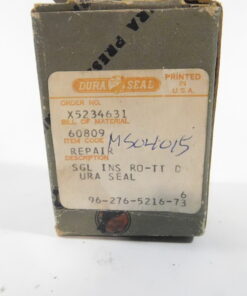 DURA SEAL
PRINTED IN U.S.A.
ORDER NO.
X5234631
BILL OF MATERIAL
60809
ITEM CODE
MS04015
REPAIR
DESCRIPTION
SGL INS RO-TT D
URA SEAL
6
96-276-5216-73